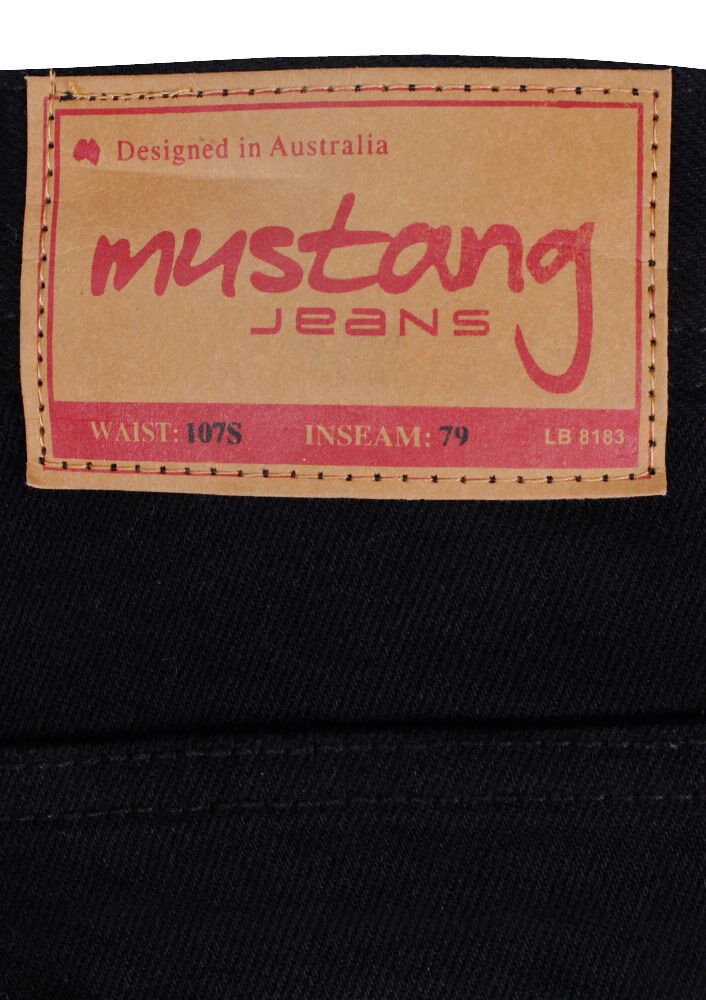 Designed in Australia
mustang
JEANS
WAIST: 107S INSEAM: 79 LB 8183